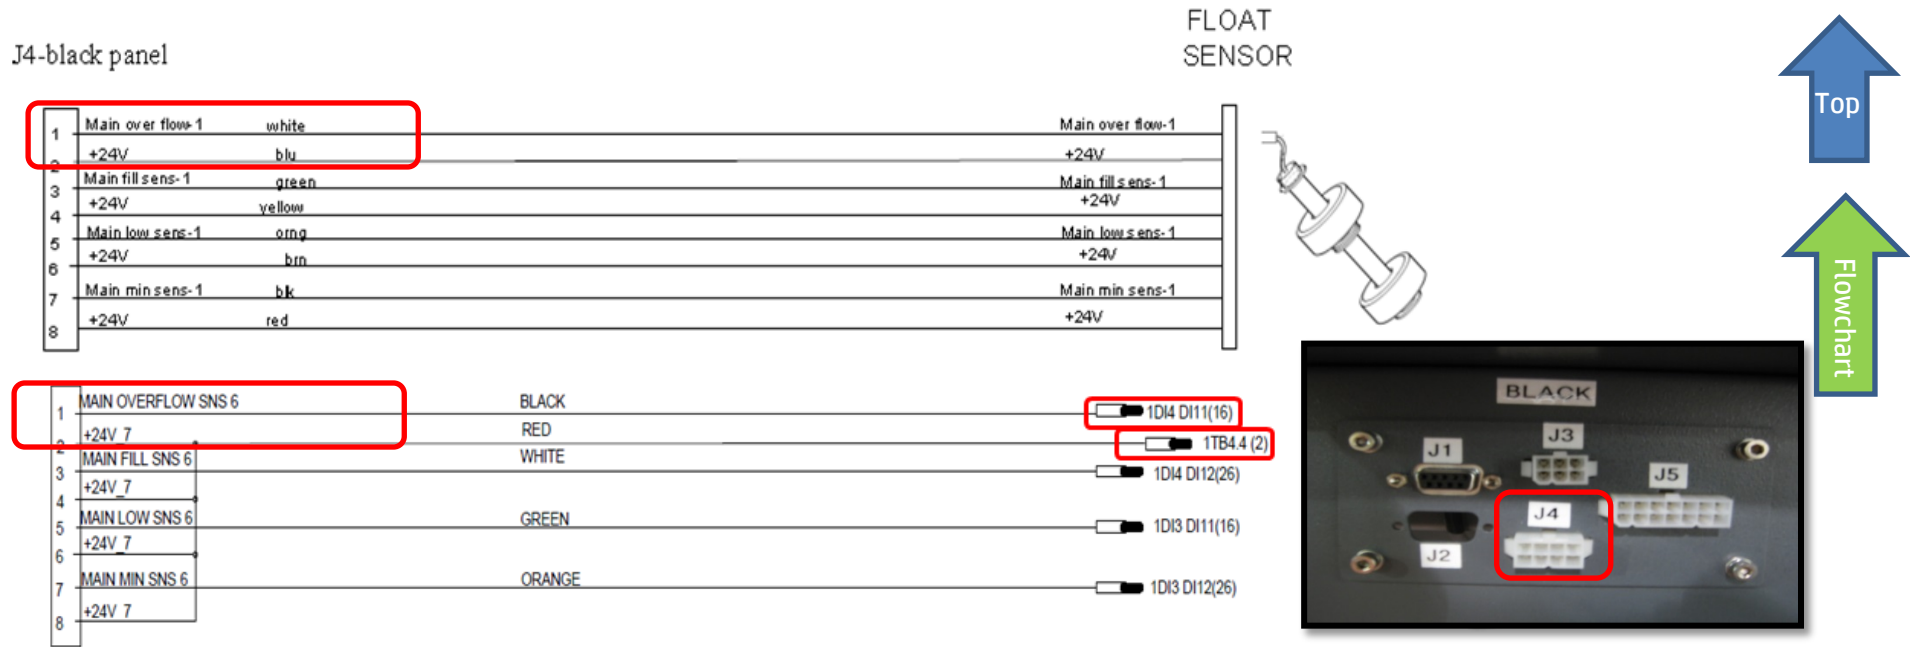 FLOAT
SENSOR
J4-black panel
Top
1 Main over flow-1 white Main over flow-1
2 +24V blu +24V
3 Main fill sens-1 green Main fill sens-1
4 +24V yellow +24V
5 Main low sens-1 orng Main low sens-1
6 +24V brn +24V
7 Main min sens-1 blk Main min sens-1
8 +24V red +24V
Flowchart
1 MAIN OVERFLOW SNS 6 BLACK 1DI4 DI11(16)
2 +24V_7 RED 1TB4.4 (2)
3 MAIN FILL SNS 6 WHITE 1DI4 DI12(26)
4 +24V_7
5 MAIN LOW SNS 6 GREEN 1DI3 DI11(16)
6 +24V_7
7 MAIN MIN SNS 6 ORANGE 1DI3 DI12(26)
8 +24V_7
BLACK
J1 J3 J5
J4
J2